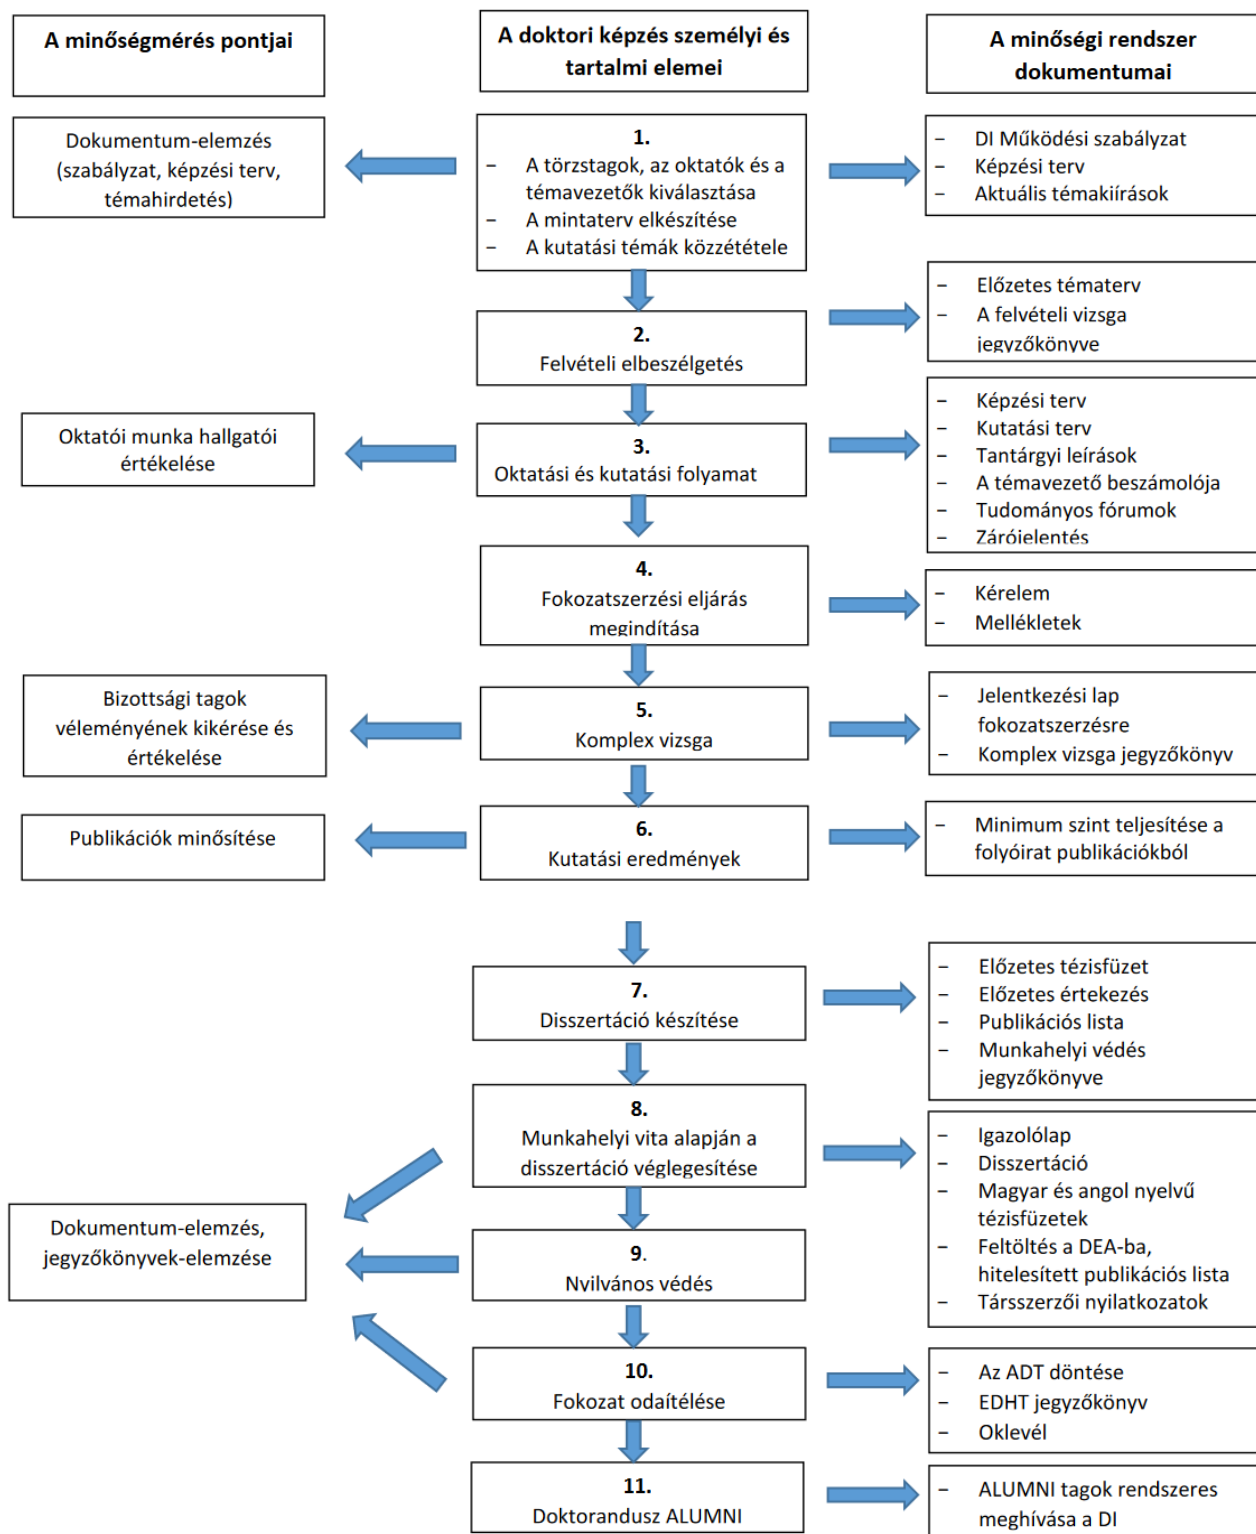 A minőségmérés pontjai
A doktori képzés személyi és
tartalmi elemei
A minőségi rendszer
dokumentumai
Dokumentum-elemzés
(szabályzat, képzési terv,
témahirdetés)
1.
– A törzstagok, az oktatók és a
témavezetők kiválasztása
– A mintaterv elkészítése
– A kutatási témák közzététele
– DI Működési szabályzat
– Képzési terv
– Aktuális témakiírások
2.
Felvételi elbeszélgetés
– Előzetes tématerv
– A felvételi vizsga
jegyzőkönyve
Oktatói munka hallgatói
értékelése
3.
Oktatási és kutatási folyamat
– Képzési terv
– Kutatási terv
– Tantárgyi leírások
– A témavezető beszámolója
– Tudományos fórumok
– Zárójelentés
4.
Fokozatszerzési eljárás
megindítása
– Kérelem
– Mellékletek
Bizottsági tagok
véleményének kikérése és
értékelése
5.
Komplex vizsga
– Jelentkezési lap
fokozatszerzésre
– Komplex vizsga jegyzőkönyv
Publikációk minősítése
6.
Kutatási eredmények
– Minimum szint teljesítése a
folyóirat publikációkból
7.
Disszertáció készítése
– Előzetes tézisfüzet
– Előzetes értekezés
– Publikációs lista
– Munkahelyi védés
jegyzőkönyve
8.
Munkahelyi vita alapján a
disszertáció véglegesítése
– Igazolólap
– Disszertáció
– Magyar és angol nyelvű
tézisfüzetek
– Feltöltés a DEA-ba,
hitelesített publikációs lista
– Társszerzői nyilatkozatok
Dokumentum-elemzés,
jegyzőkönyvek-elemzése
9.
Nyilvános védés
10.
Fokozat odaítélése
– Az ADT döntése
– EDHT jegyzőkönyv
– Oklevél
11.
Doktorandusz ALUMNI
– ALUMNI tagok rendszeres
meghívása a DI